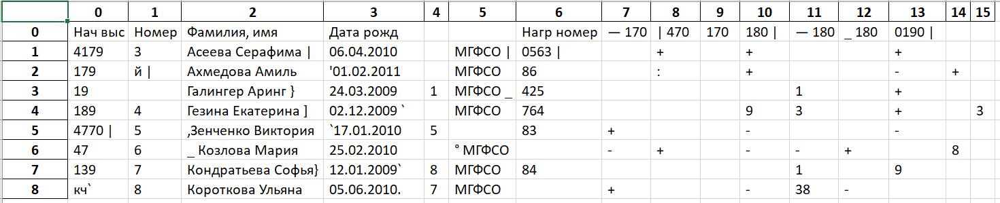 0 1 2 3 4 5 6 7 8 9 10 11 12 13 14 15
0 Нач выс Номер Фамилия, имя Дата рожд Нагр номер — 170 | 470 170 180 | — 180 _ 180 0190 |
1 4179 3 Асеева Серафима | 06.04.2010 МГФСО | 0563 | + + +
2 179 й | Ахмедова Амиль '01.02.2011 МГФСО 86 : + - +
3 19 Галингер Аринг } 24.03.2009 1 МГФСО _ 425 1 +
4 189 4 Гезина Екатерина ] 02.12.2009 ` МГФСО 764 9 3 + 3
5 4770 | 5 ,Зенченко Виктория `17.01.2010 5 83 + - -
6 47 6 _ Козлова Мария 25.02.2010 ° МГФСО - + - - + 8
7 139 7 Кондратьева Софья} 12.01.2009` 8 МГФСО 84 1 9
8 кч` 8 Короткова Ульяна 05.06.2010. 7 МГФСО + - 38 -